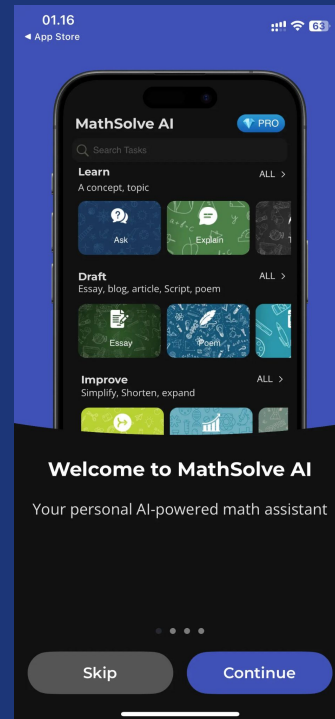 01.16
63
◀ App Store
MathSolve AI
PRO
Search Tasks
Learn
ALL >
A concept, topic
Ask
Explain
Draft
ALL >
Essay, blog, article, Script, poem
Essay
Poem
Improve
ALL >
Simplify, Shorten, expand
Welcome to MathSolve AI
Your personal AI-powered math assistant
Skip
Continue